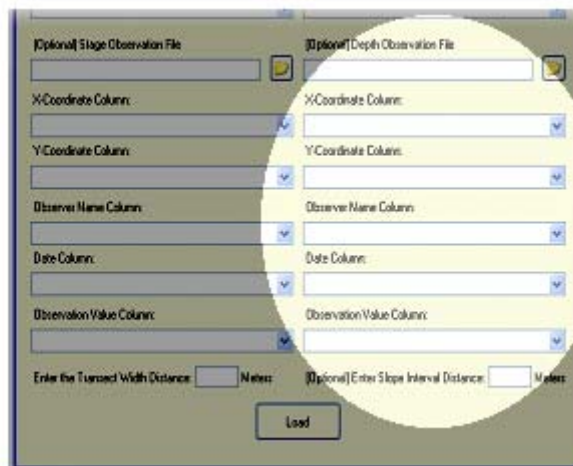 [Optional] Stage Observation File [Optional] Depth Observation File
X-Coordinate Column: X-Coordinate Column:
Y-Coordinate Column: Y-Coordinate Column:
Observer Name Column: Observer Name Column:
Date Column: Date Column:
Observation Value Column: Observation Value Column:
Enter the Transect Width Distance: Meters [Optional] Enter Slope Interval Distance: Meters
Load